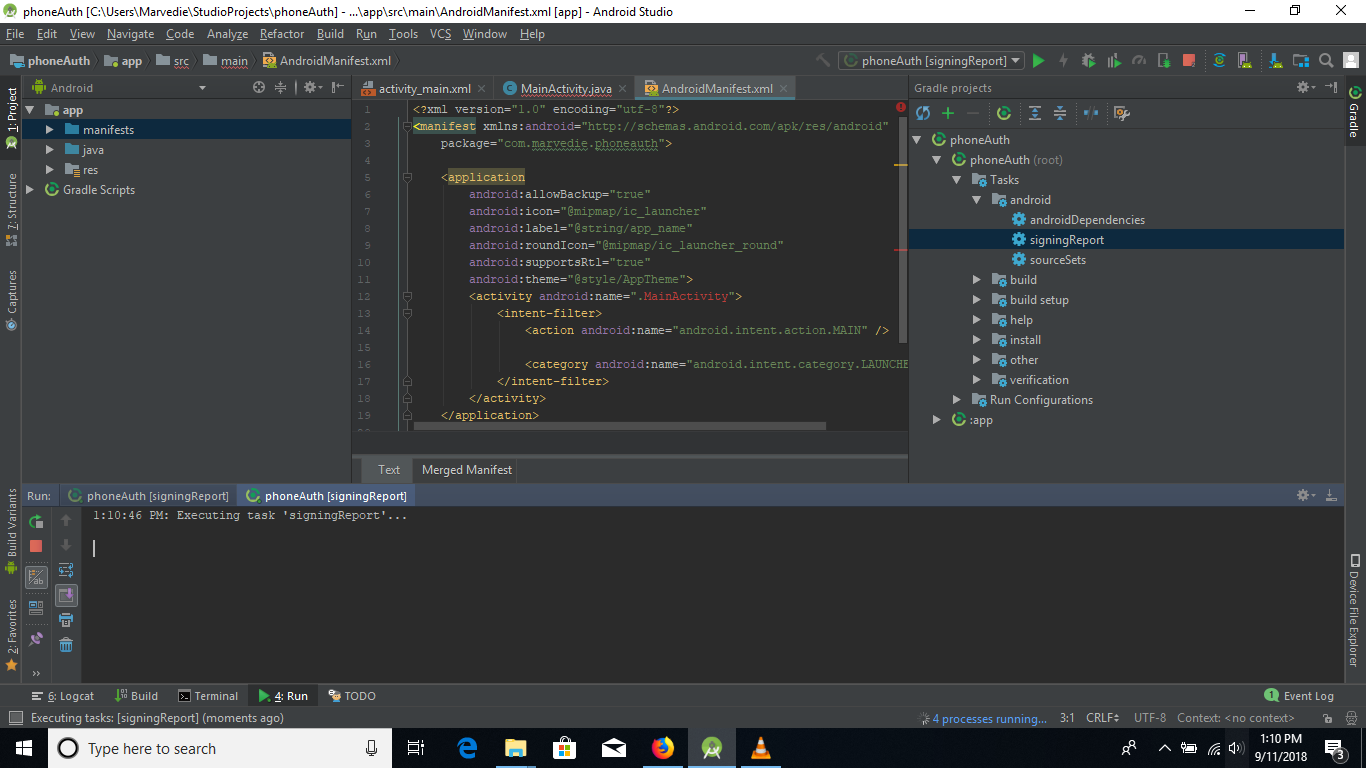 phoneAuth [C:\Users\Marvedie\StudioProjects\phoneAuth] - ...\app\src\main\AndroidManifest.xml [app] - Android Studio
File Edit View Navigate Code Analyze Refactor Build Run Tools VCS Window Help
phoneAuth app src main AndroidManifest.xml phoneAuth [signingReport]
1: Project
7: Structure
Captures
Build Variants
2: Favorites
Android
app
manifests
java
res
Gradle Scripts
activity_main.xml MainActivity.java AndroidManifest.xml
1 <?xml version="1.0" encoding="utf-8"?>
2 <manifest xmlns:android="http://schemas.android.com/apk/res/android"
3 package="com.marvedie.phoneauth">
4
5 <application
6 android:allowBackup="true"
7 android:icon="@mipmap/ic_launcher"
8 android:label="@string/app_name"
9 android:roundIcon="@mipmap/ic_launcher_round"
10 android:supportsRtl="true"
11 android:theme="@style/AppTheme">
12 <activity android:name=".MainActivity">
13 <intent-filter>
14 <action android:name="android.intent.action.MAIN" />
15
16 <category android:name="android.intent.category.LAUNCHE
17 </intent-filter>
18 </activity>
19 </application>
Text Merged Manifest
Gradle projects
phoneAuth
phoneAuth (root)
Tasks
android
androidDependencies
signingReport
sourceSets
build
build setup
help
install
other
verification
Run Configurations
:app
Gradle
Device File Explorer
Run: phoneAuth [signingReport] phoneAuth [signingReport]
1:10:46 PM: Executing task 'signingReport'...
6: Logcat Build Terminal 4: Run TODO 1 Event Log
Executing tasks: [signingReport] (moments ago) 4 processes running... 3:1 CRLF UTF-8 Context: <no context>
Type here to search
1:10 PM
9/11/2018
3